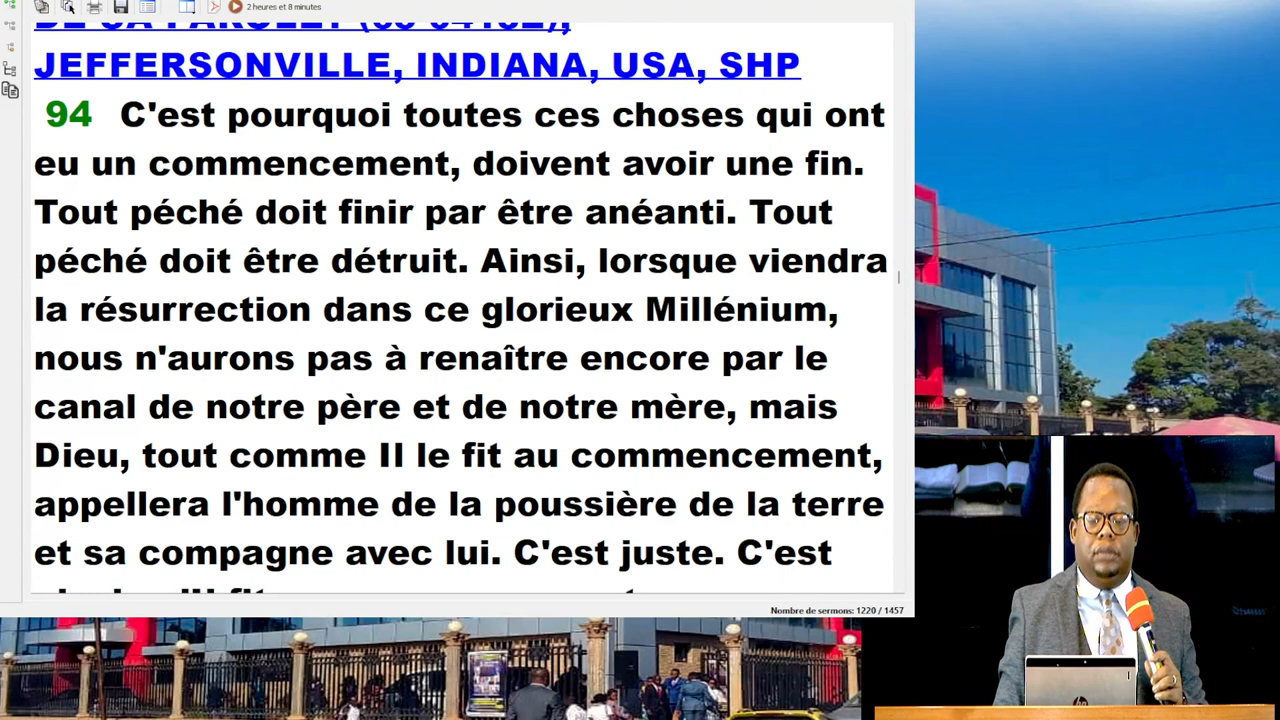 2 heures et 8 minutes
DE SA PAROLE?
JEFFERSONVILLE, INDIANA, USA, SHP
94 C'est pourquoi toutes ces choses qui ont
eu un commencement, doivent avoir une fin.
Tout péché doit finir par être anéanti. Tout
péché doit être détruit. Ainsi, lorsque viendra
la résurrection dans ce glorieux Millénium,
nous n'aurons pas à renaître encore par le
canal de notre père et de notre mère, mais
Dieu, tout comme Il le fit au commencement,
appellera l'homme de la poussière de la terre
et sa compagne avec lui. C'est juste. C'est
Nombre de sermons: 1220 / 1457
hp